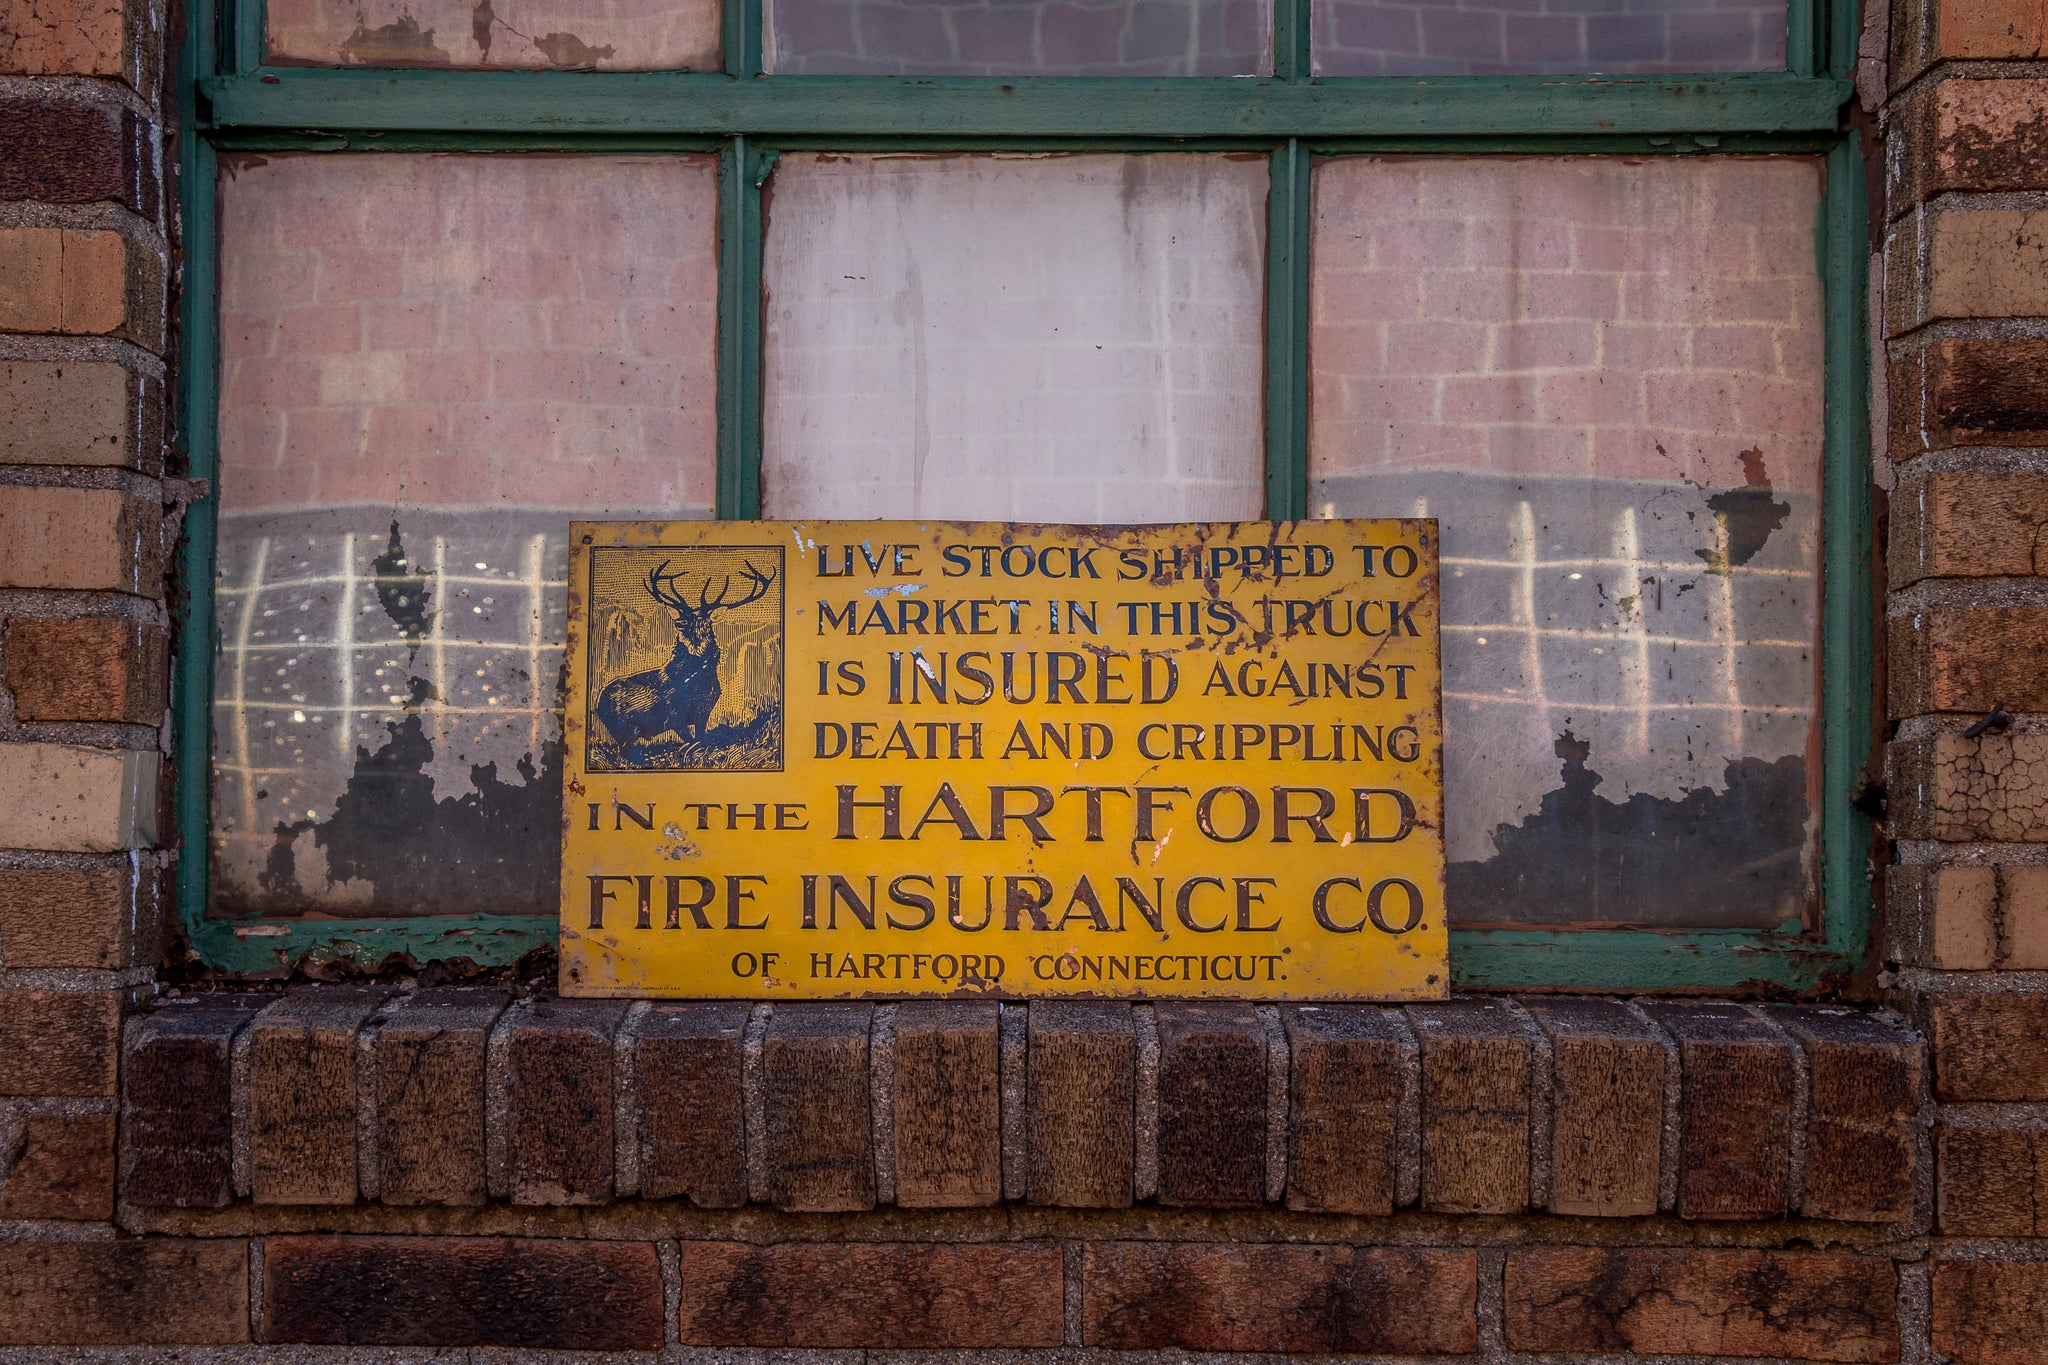 LIVE STOCK SHIPPED TO
MARKET IN THIS TRUCK
IS INSURED AGAINST
DEATH AND CRIPPLING
IN THE HARTFORD
FIRE INSURANCE CO.
OF HARTFORD CONNECTICUT.